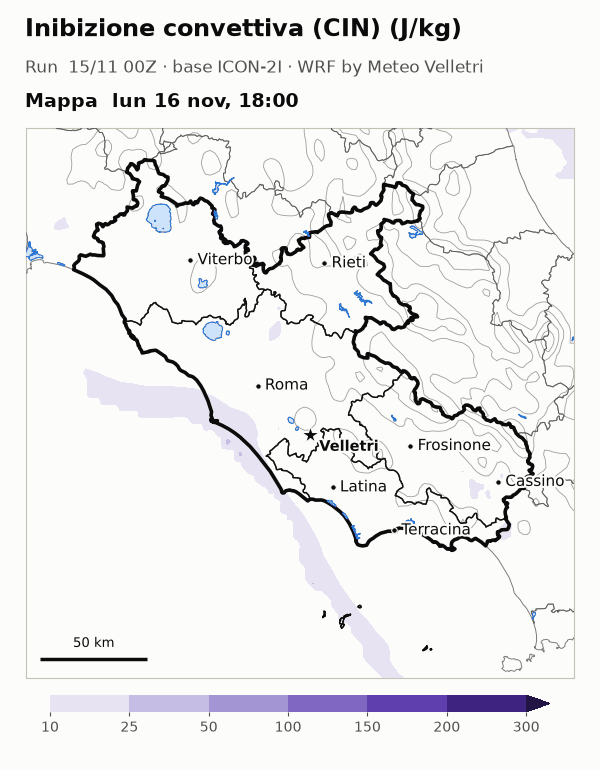 Inibizione convettiva (CIN) (J/kg)
Run  15/11 00Z · base ICON-2I · WRF by Meteo Velletri
Mappa  lun 16 nov, 18:00
Viterbo
Rieti
Roma
Velletri
Frosinone
Latina
Cassino
Terracina
50 km
10 25 50 100 150 200 300